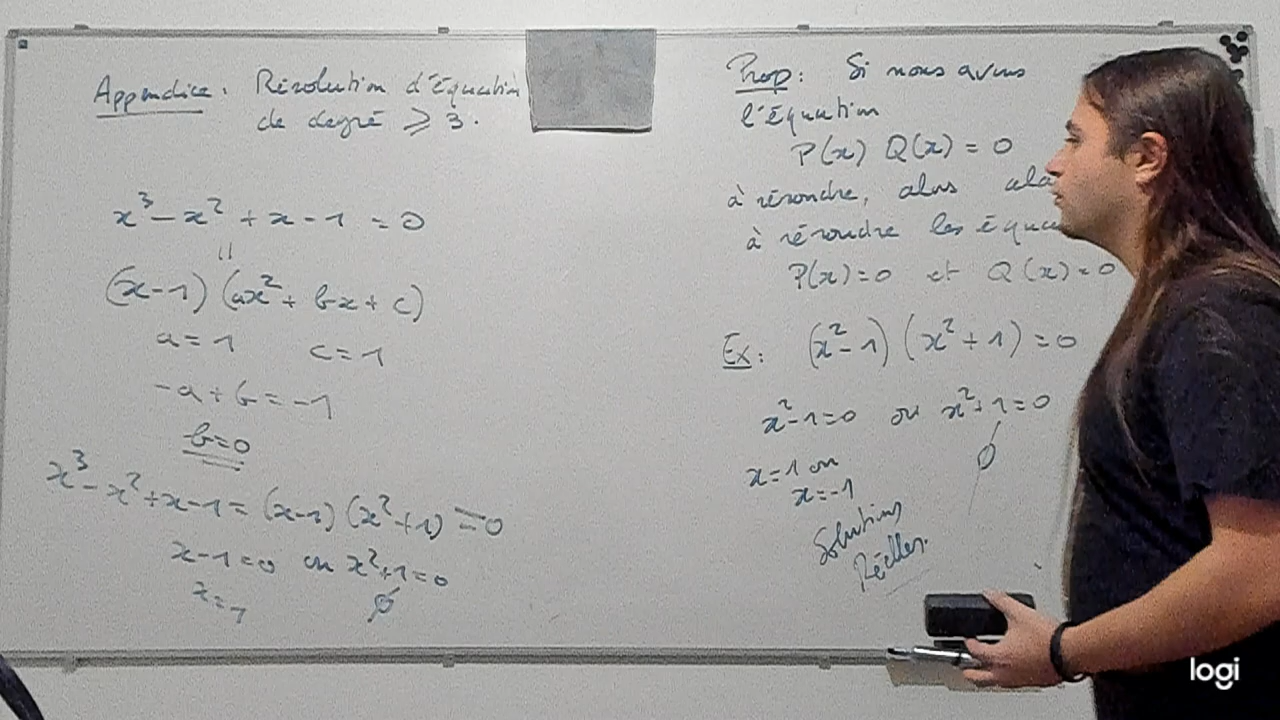 Appendice : Résolution d'Équation
de degré ⩾ 3.
x³ - x² + x - 1 = 0
||
(x-1) (ax² + bx + c)
a = 1 c = 1
-a + b = -1
b=0
x³ - x² + x - 1 = (x-1) (x²+1) = 0
x-1=0 ou x²+1=0
x=1 ∅
Prop : Si nous avons
l'équation
P(x) Q(x) = 0
à résoudre, alors
à résoudre les
P(x)=0 et Q(x)=0
Ex : (x²-1) (x²+1) = 0
x²-1=0 ou x²+1=0
∅
x=1 ou
x=-1
Solutions
Réelles.
logi